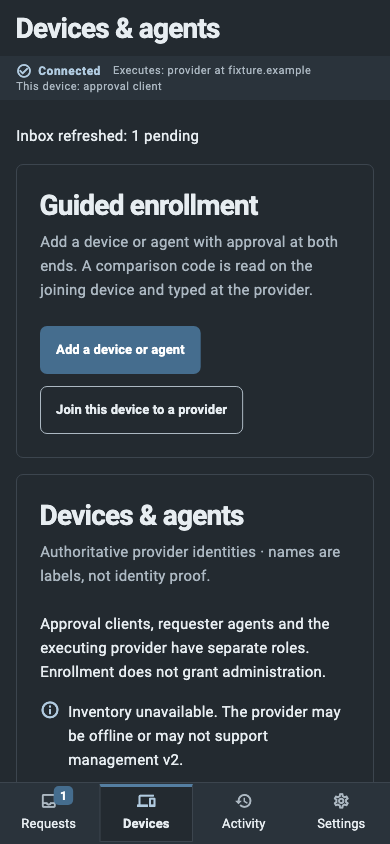 Devices & agents
Connected Executes: provider at fixture.example
This device: approval client
Inbox refreshed: 1 pending
Guided enrollment
Add a device or agent with approval at both
ends. A comparison code is read on the
joining device and typed at the provider.
Add a device or agent
Join this device to a provider
Devices & agents
Authoritative provider identities · names are
labels, not identity proof.
Approval clients, requester agents and the
executing provider have separate roles.
Enrollment does not grant administration.
Inventory unavailable. The provider may
be offline or may not support
management v2.
1
Requests Devices Activity Settings